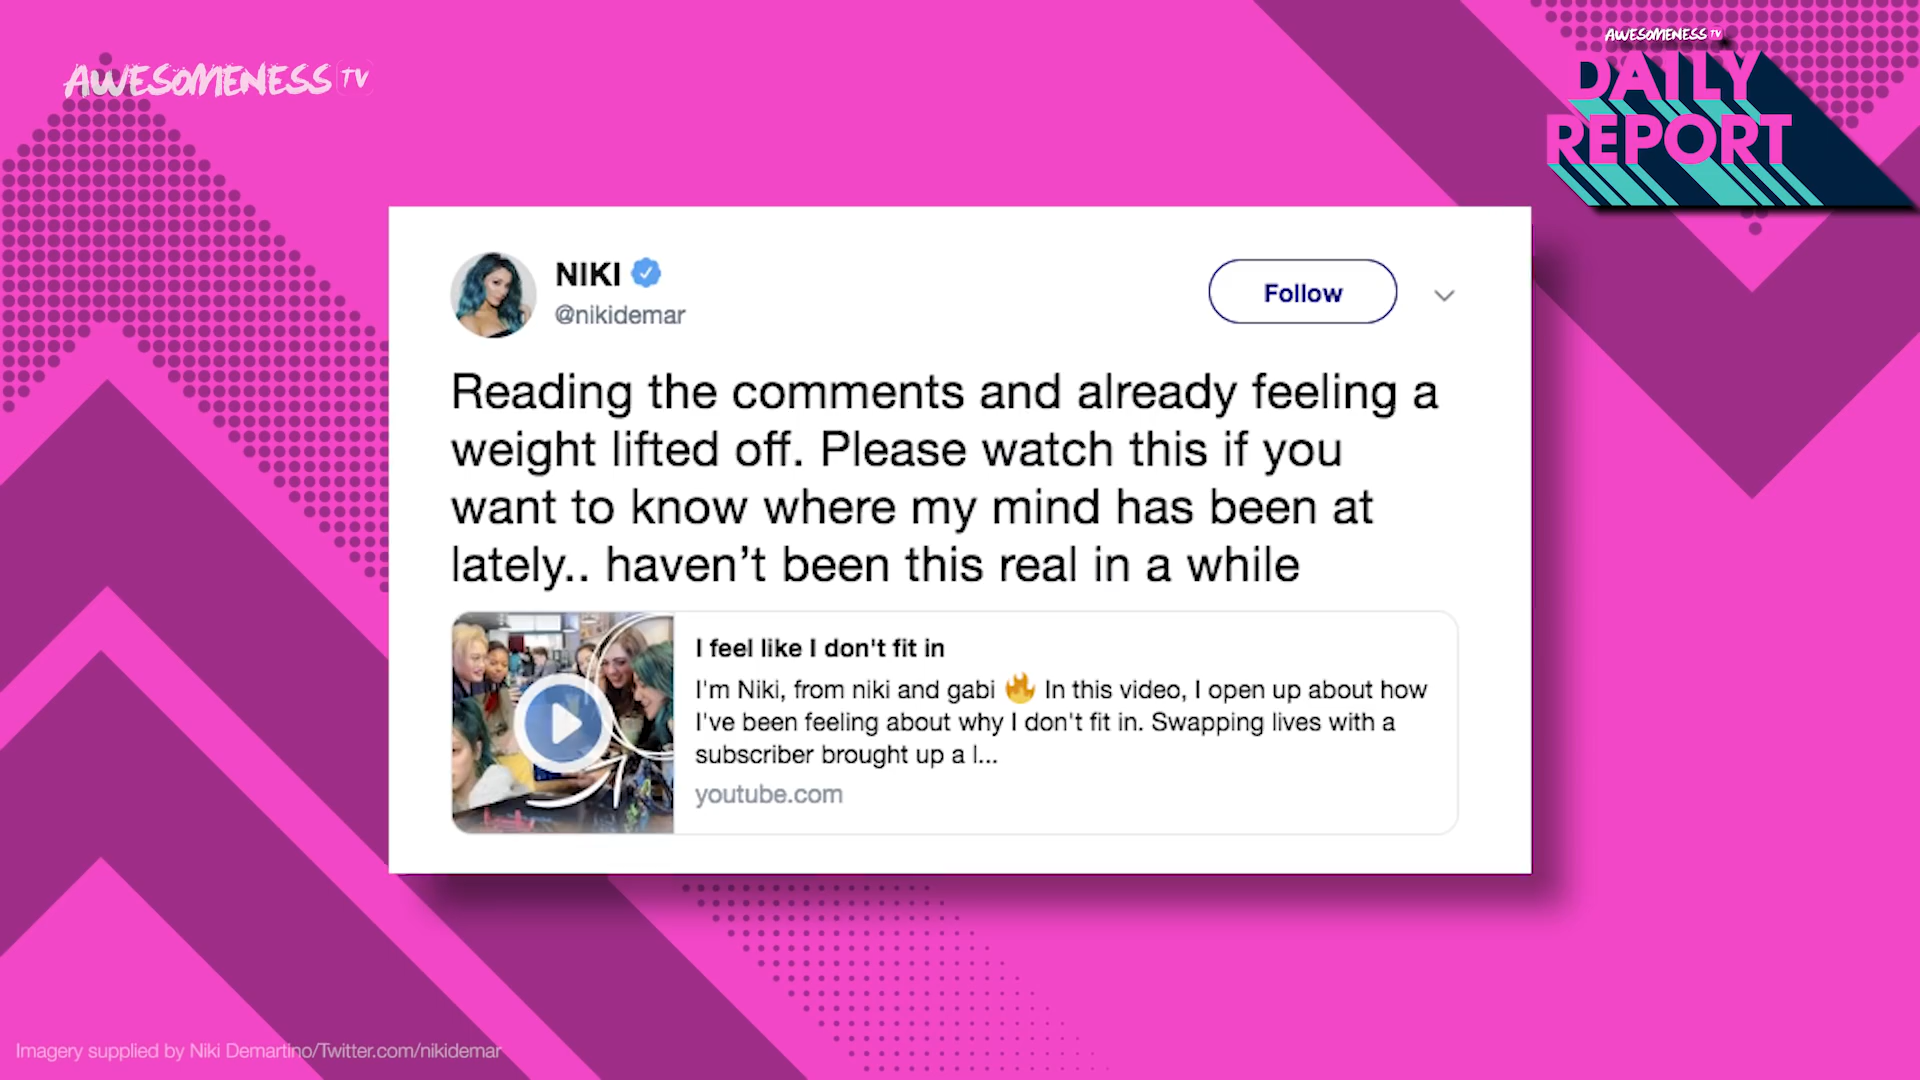 AWESOMENESS TV
AWESOMENESS TV
DAILY
REPORT
NIKI
@nikidemar
Follow
Reading the comments and already feeling a
weight lifted off. Please watch this if you
want to know where my mind has been at
lately.. haven’t been this real in a while
I feel like I don't fit in
I'm Niki, from niki and gabi 🔥 In this video, I open up about how
I've been feeling about why I don't fit in. Swapping lives with a
subscriber brought up a l...
youtube.com
Imagery supplied by Niki Demartino/Twitter.com/nikidemar